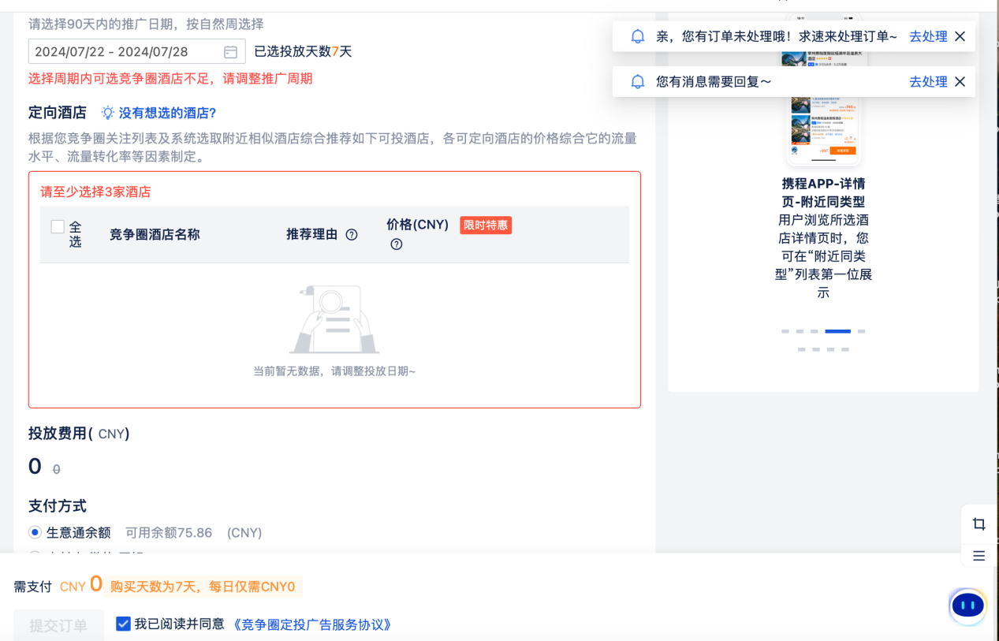 请选择90天内的推广日期，按自然周选择
2024/07/22 - 2024/07/28
已选投放天数7天
选择周期内可选竞争圈酒店不足，请调整推广周期
定向酒店
没有想选的酒店?
根据您竞争圈关注列表及系统选取附近相似酒店综合推荐如下可投酒店，各可定向酒店的价格综合它的流量
水平、流量转化率等因素制定。
请至少选择3家酒店
全
选
竞争圈酒店名称
推荐理由
价格(CNY)
限时特惠
当前暂无数据，请调整投放日期~
投放费用( CNY)
0 0
支付方式
生意通余额 可用余额75.86 (CNY)
需支付 CNY 0 购买天数为7天，每日仅需CNY0
提交订单
我已阅读并同意 《竞争圈定投广告服务协议》
亲，您有订单未处理哦！求速来处理订单~ 去处理
您有消息需要回复～ 去处理
携程APP-详情
页-附近同类型
用户浏览所选酒
店详情页时，您
可在“附近同类
型”列表第一位展
示